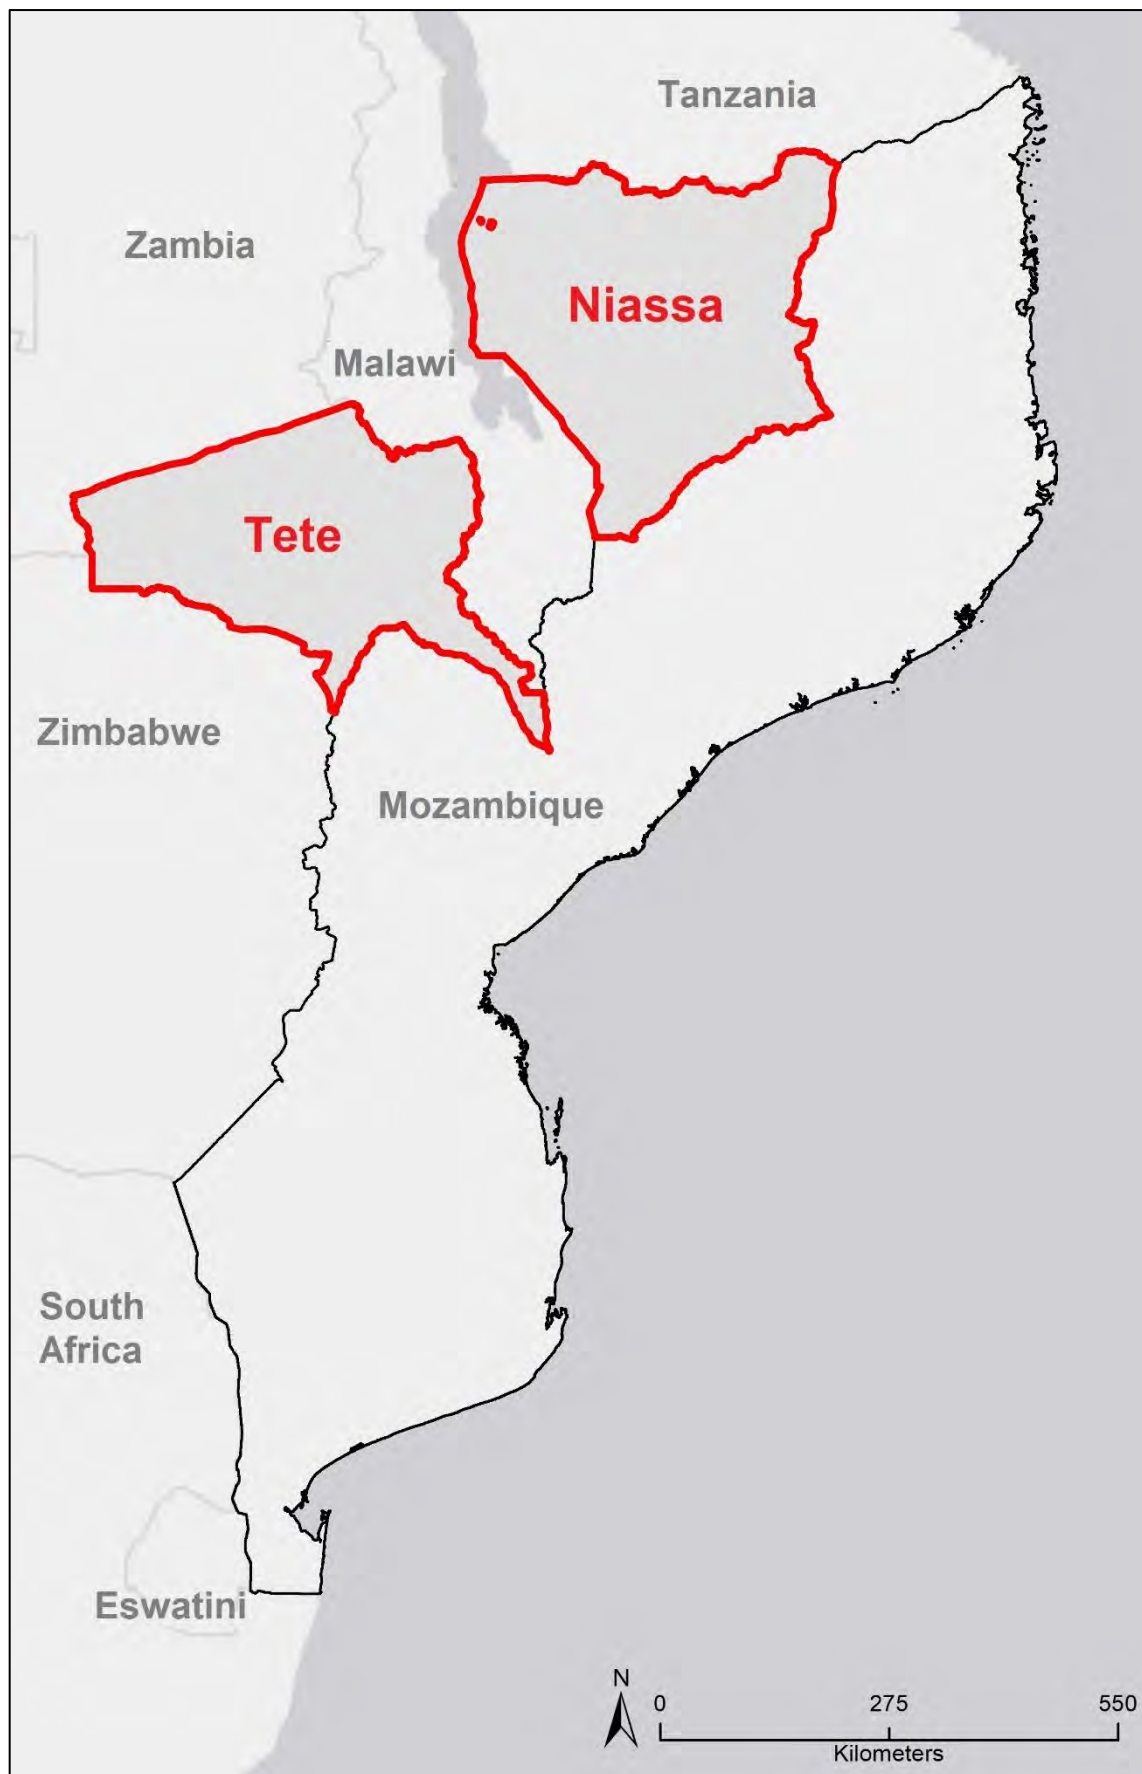 Tanzania
Zambia
Niassa
Malawi
Tete
Zimbabwe
Mozambique
South
Africa
Eswatini
N
0 275 550
Kilometers